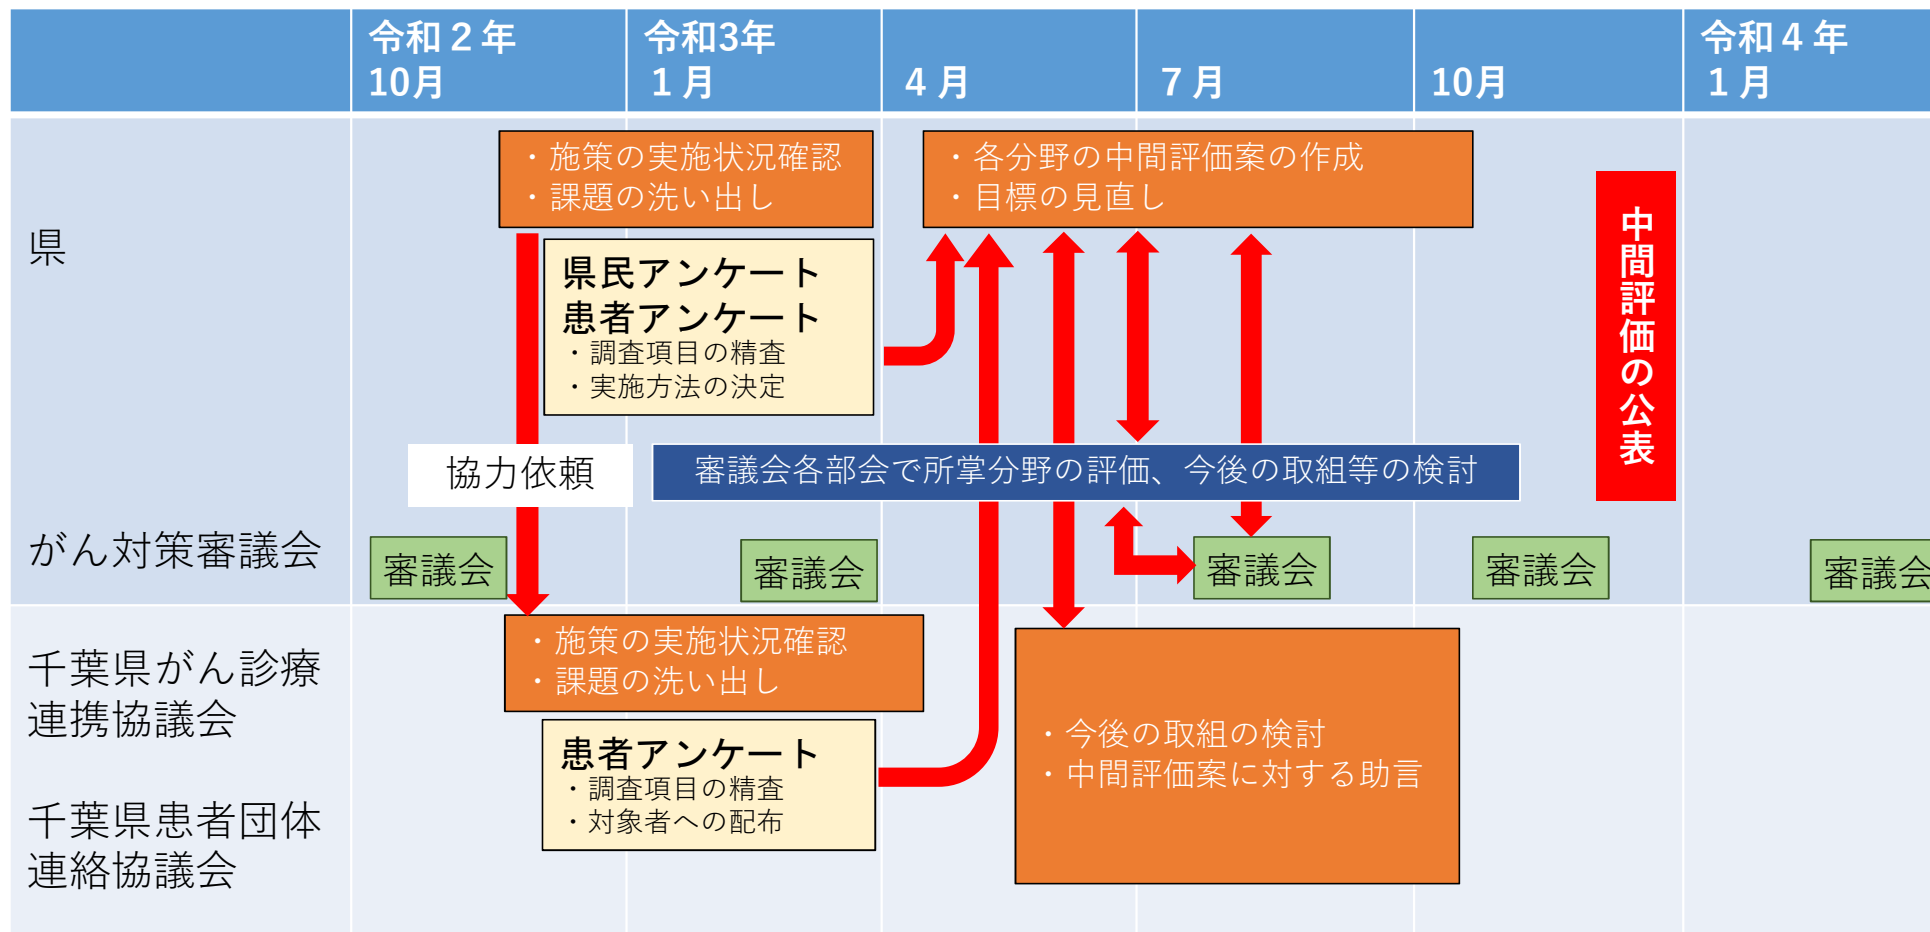 令和２年
10月
令和3年
１月
４月
７月
10月
令和４年
１月
県
・施策の実施状況確認
・課題の洗い出し
・各分野の中間評価案の作成
・目標の見直し
県民アンケート
患者アンケート
・調査項目の精査
・実施方法の決定
中間評価の公表
協力依頼
審議会各部会で所掌分野の評価、今後の取組等の検討
がん対策審議会
審議会
審議会
審議会
審議会
審議会
千葉県がん診療
連携協議会
千葉県患者団体
連絡協議会
・施策の実施状況確認
・課題の洗い出し
患者アンケート
・調査項目の精査
・対象者への配布
・今後の取組の検討
・中間評価案に対する助言